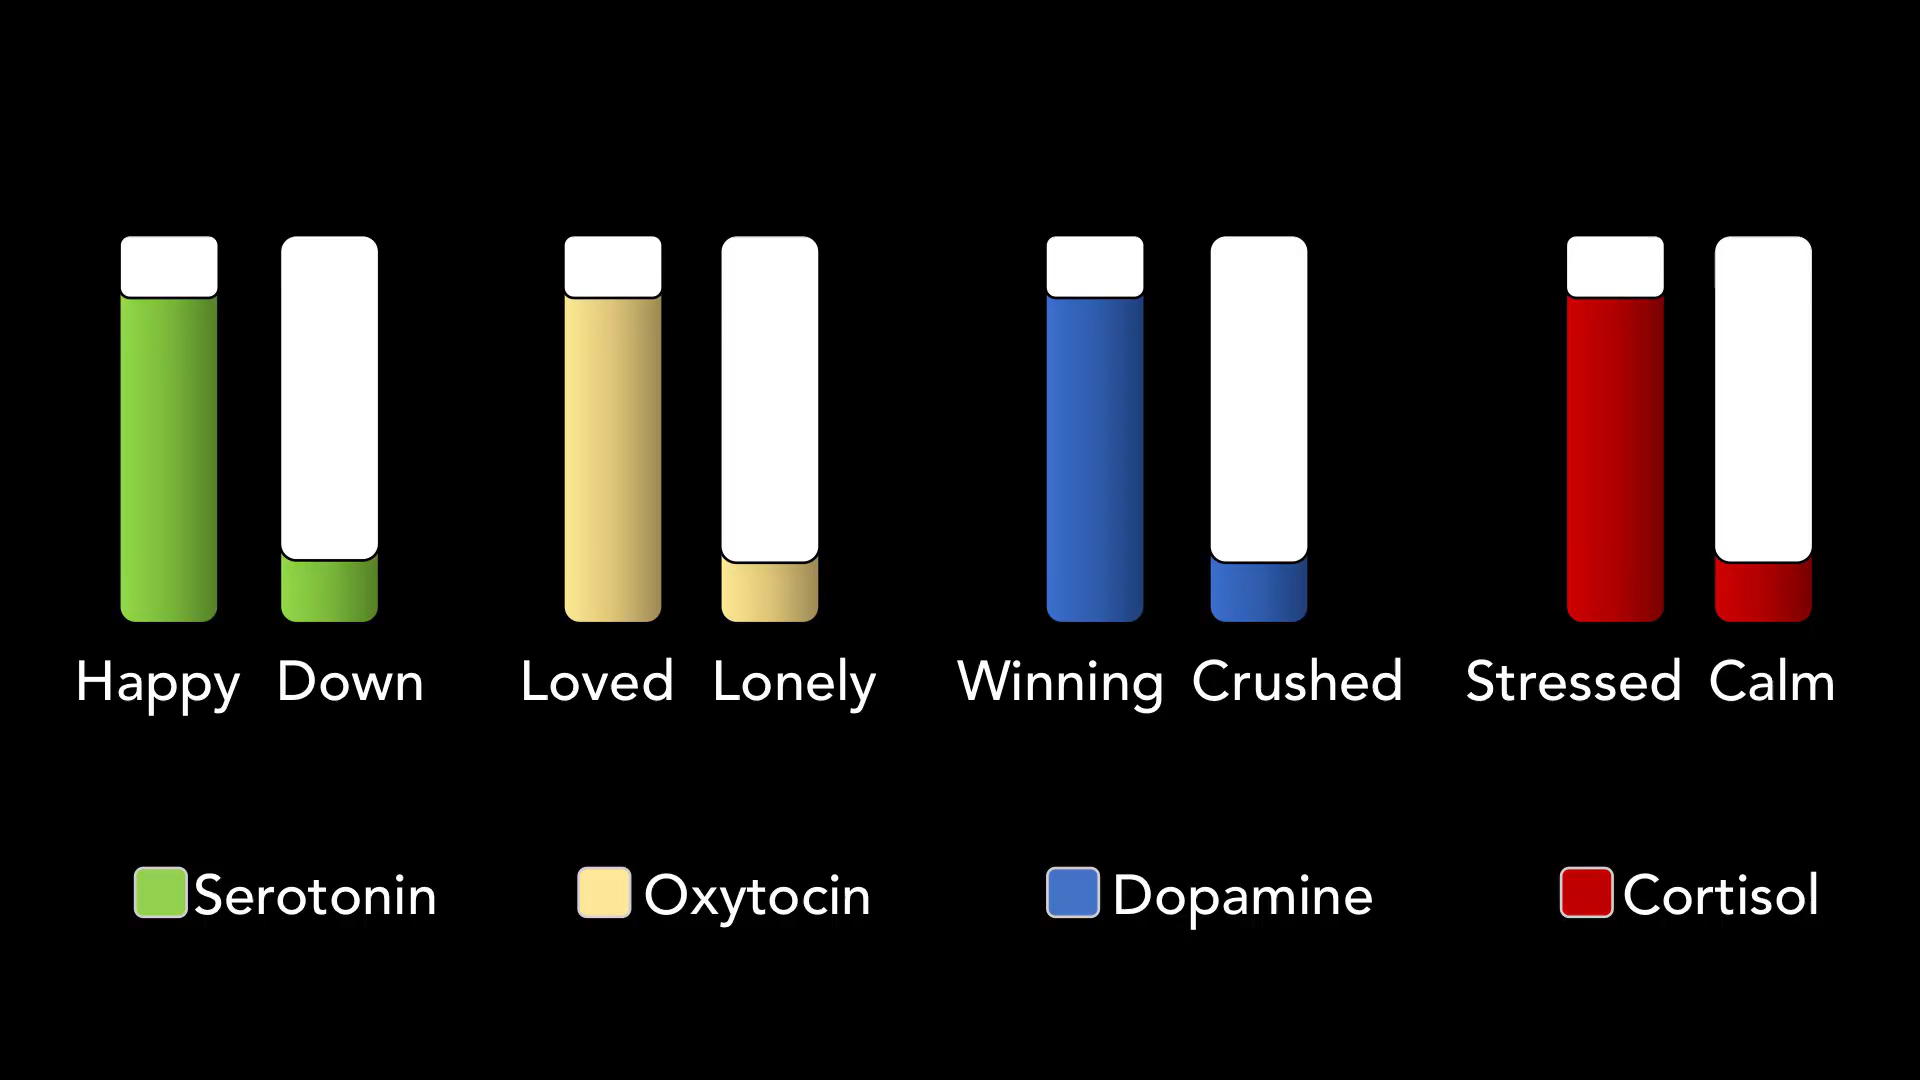 Happy Down Loved Lonely Winning Crushed Stressed Calm
Serotonin Oxytocin Dopamine Cortisol